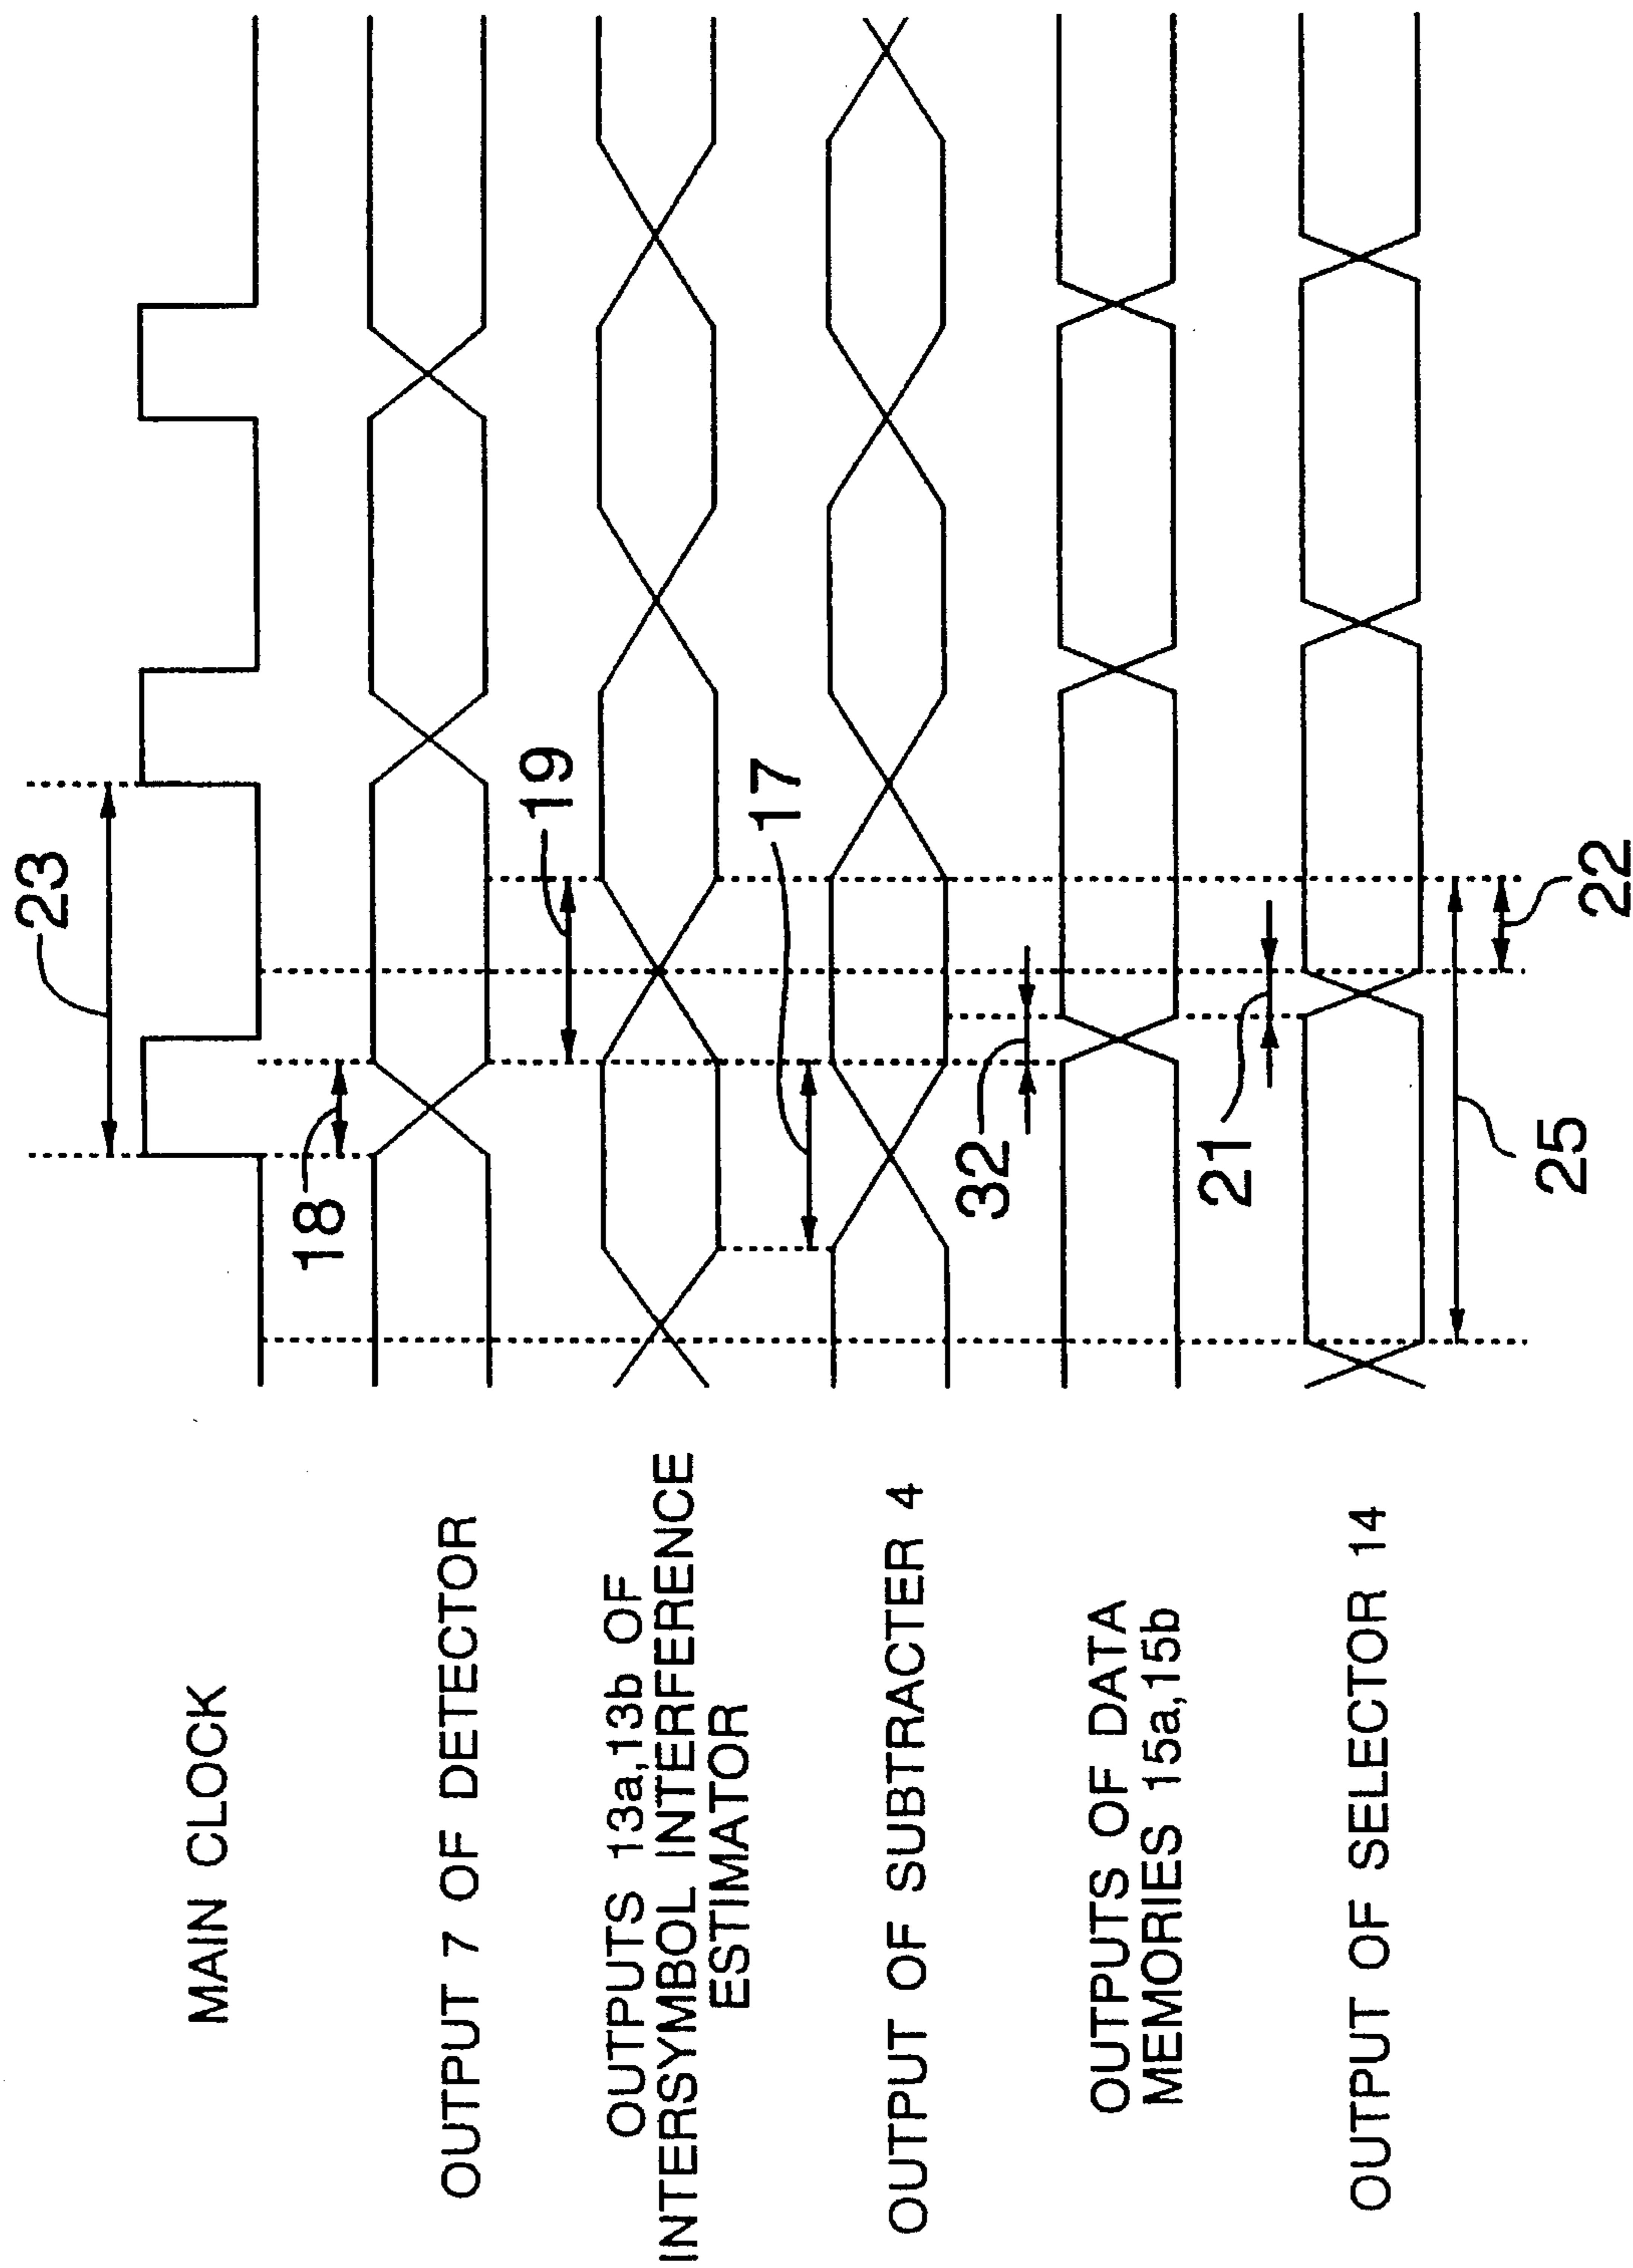 MAIN CLOCK
23
OUTPUT 7 OF DETECTOR
18
OUTPUTS 13a,13b OF
INTERSYMBOL INTERFERENCE
ESTIMATOR
19
OUTPUT OF SUBTRACTER 4
17
OUTPUTS OF DATA
MEMORIES 15a,15b
32
OUTPUT OF SELECTOR 14
21
25
22